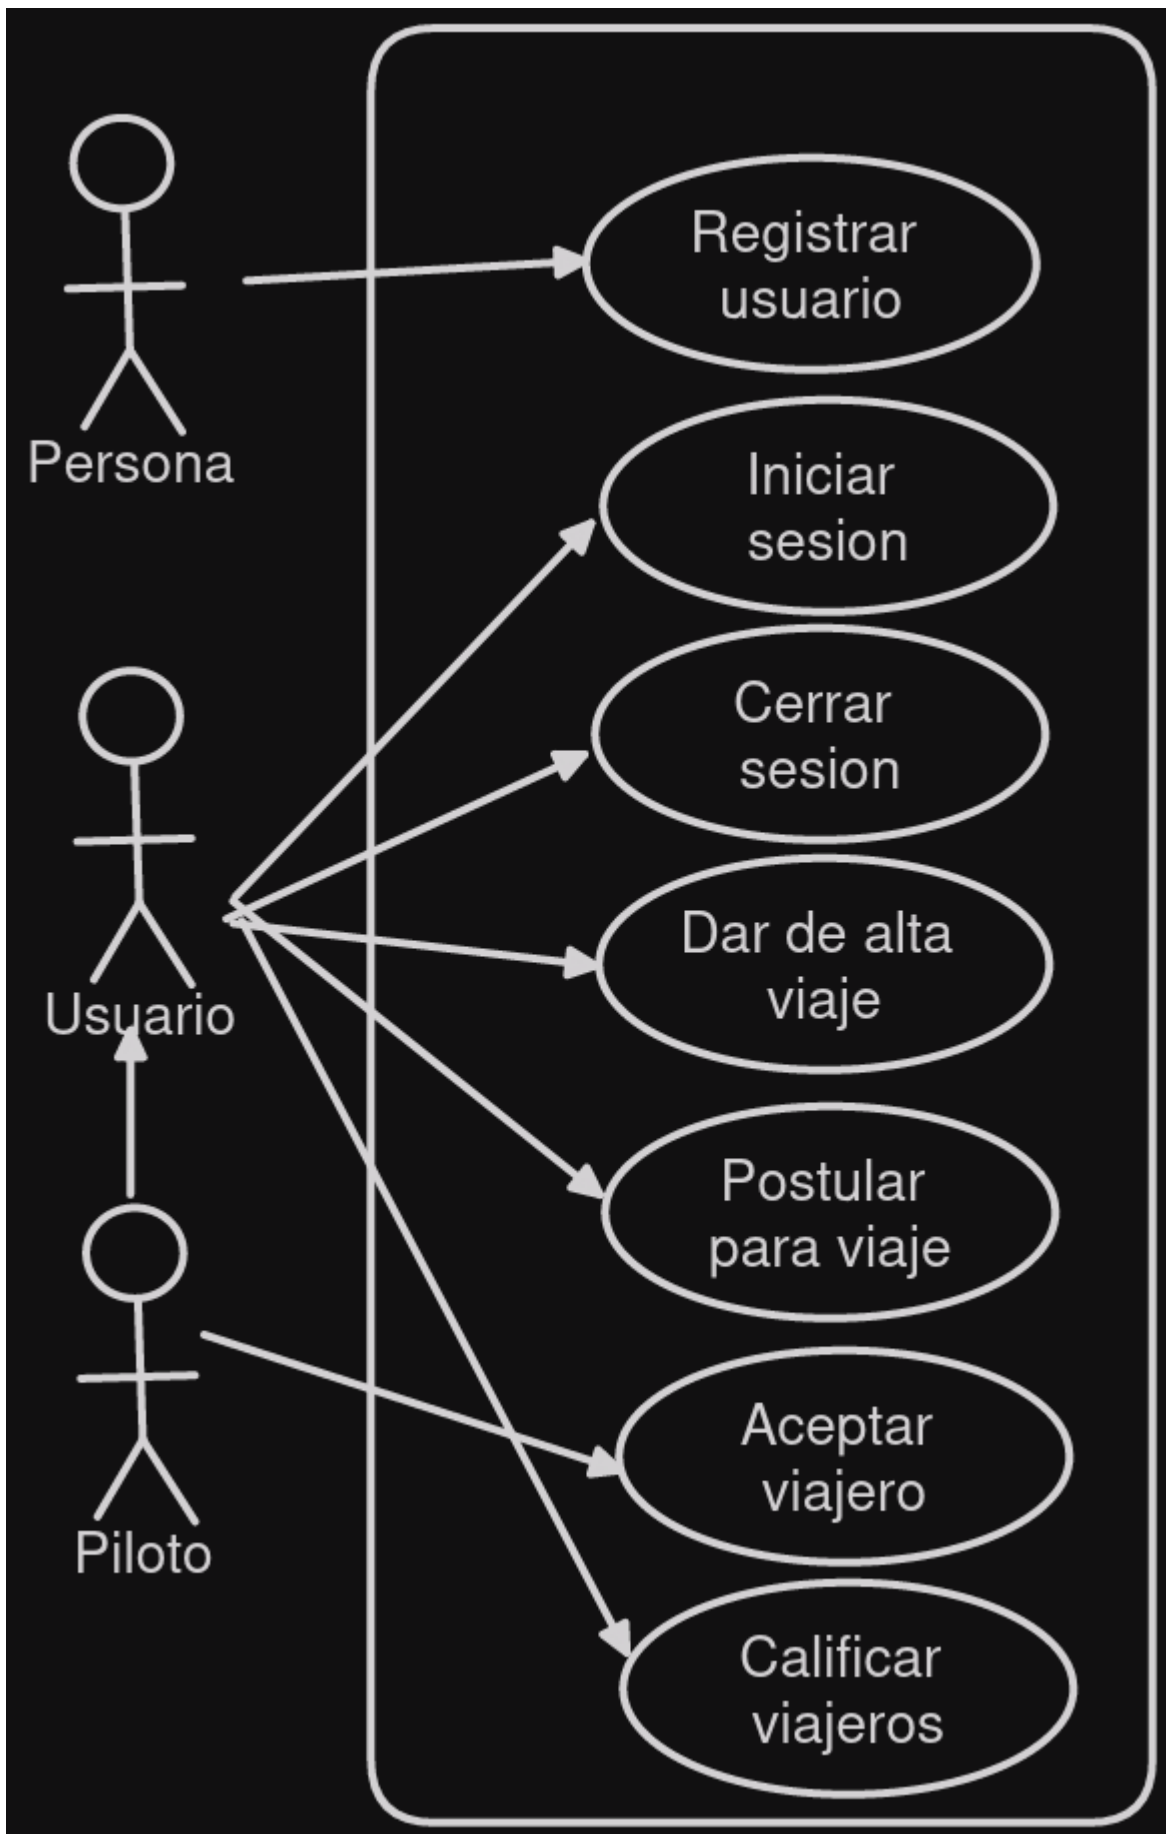 Registrar
usuario
Persona
Iniciar
sesion
Cerrar
sesion
Dar de alta
viaje
Usuario
Postular
para viaje
Aceptar
viajero
Piloto
Calificar
viajeros